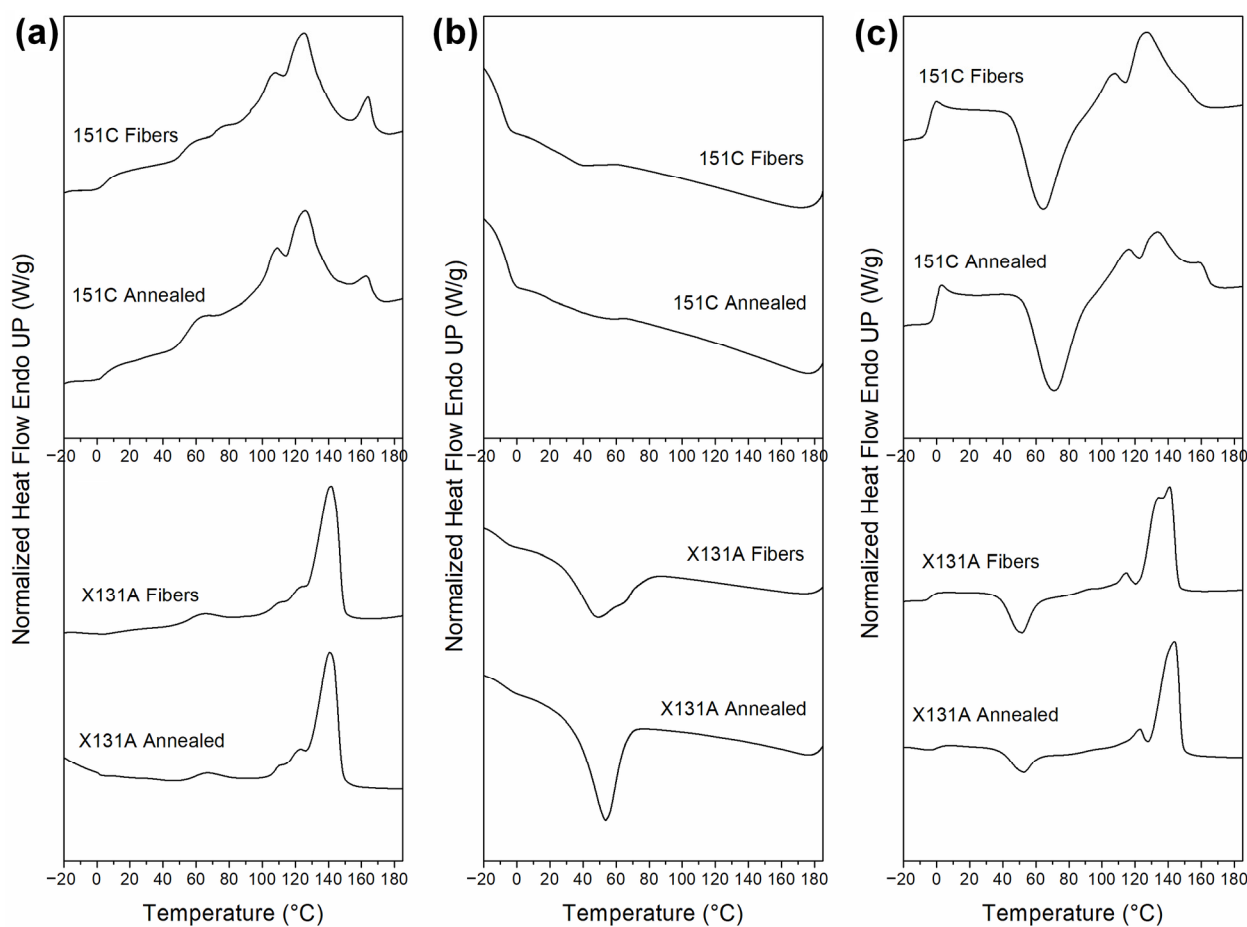 (a)
151C Fibers
151C Annealed
−20 0 20 40 60 80 100 120 140 160 180
X131A Fibers
X131A Annealed
−20 0 20 40 60 80 100 120 140 160 180
Temperature (°C)
Normalized Heat Flow Endo UP (W/g)
(b)
151C Fibers
151C Annealed
−20 0 20 40 60 80 100 120 140 160 180
X131A Fibers
X131A Annealed
−20 0 20 40 60 80 100 120 140 160 180
Temperature (°C)
Normalized Heat Flow Endo UP (W/g)
(c)
151C Fibers
151C Annealed
−20 0 20 40 60 80 100 120 140 160 180
X131A Fibers
X131A Annealed
−20 0 20 40 60 80 100 120 140 160 180
Temperature (°C)
Normalized Heat Flow Endo UP (W/g)